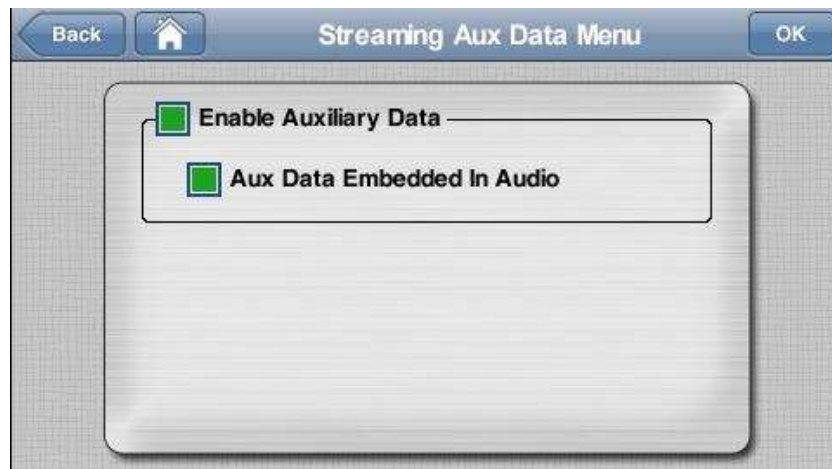 Back
Streaming Aux Data Menu
OK
Enable Auxiliary Data
Aux Data Embedded In Audio